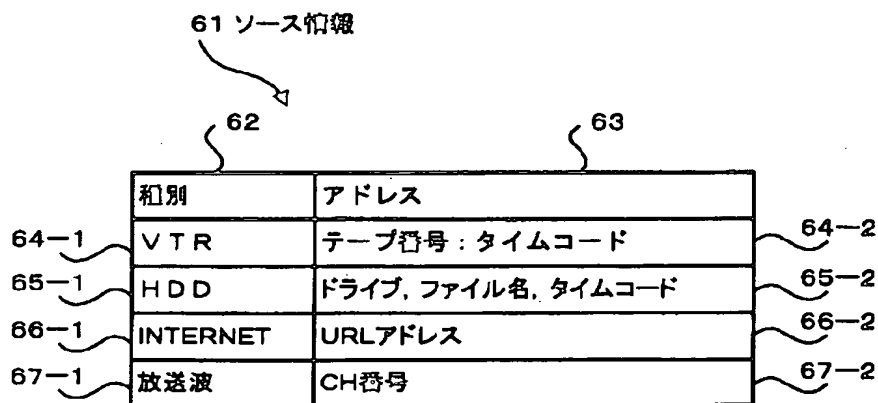 61 ソース情報
62 63
種別 アドレス
64-1 VTR テープ番号：タイムコード 64-2
65-1 HDD ドライブ，ファイル名，タイムコード 65-2
66-1 INTERNET URLアドレス 66-2
67-1 放送波 CH番号 67-2